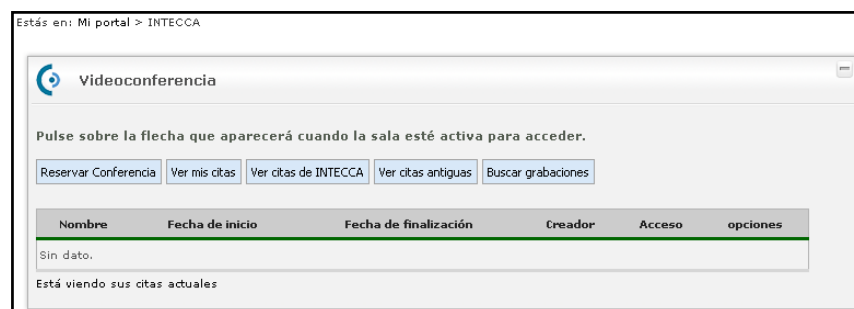 Estás en: Mi portal > INTECCA
Videoconferencia
Pulse sobre la flecha que aparecerá cuando la sala esté activa para acceder.
Reservar Conferencia Ver mis citas Ver citas de INTECCA Ver citas antiguas Buscar grabaciones
Nombre Fecha de inicio Fecha de finalización Creador Acceso opciones
Sin dato.
Está viendo sus citas actuales